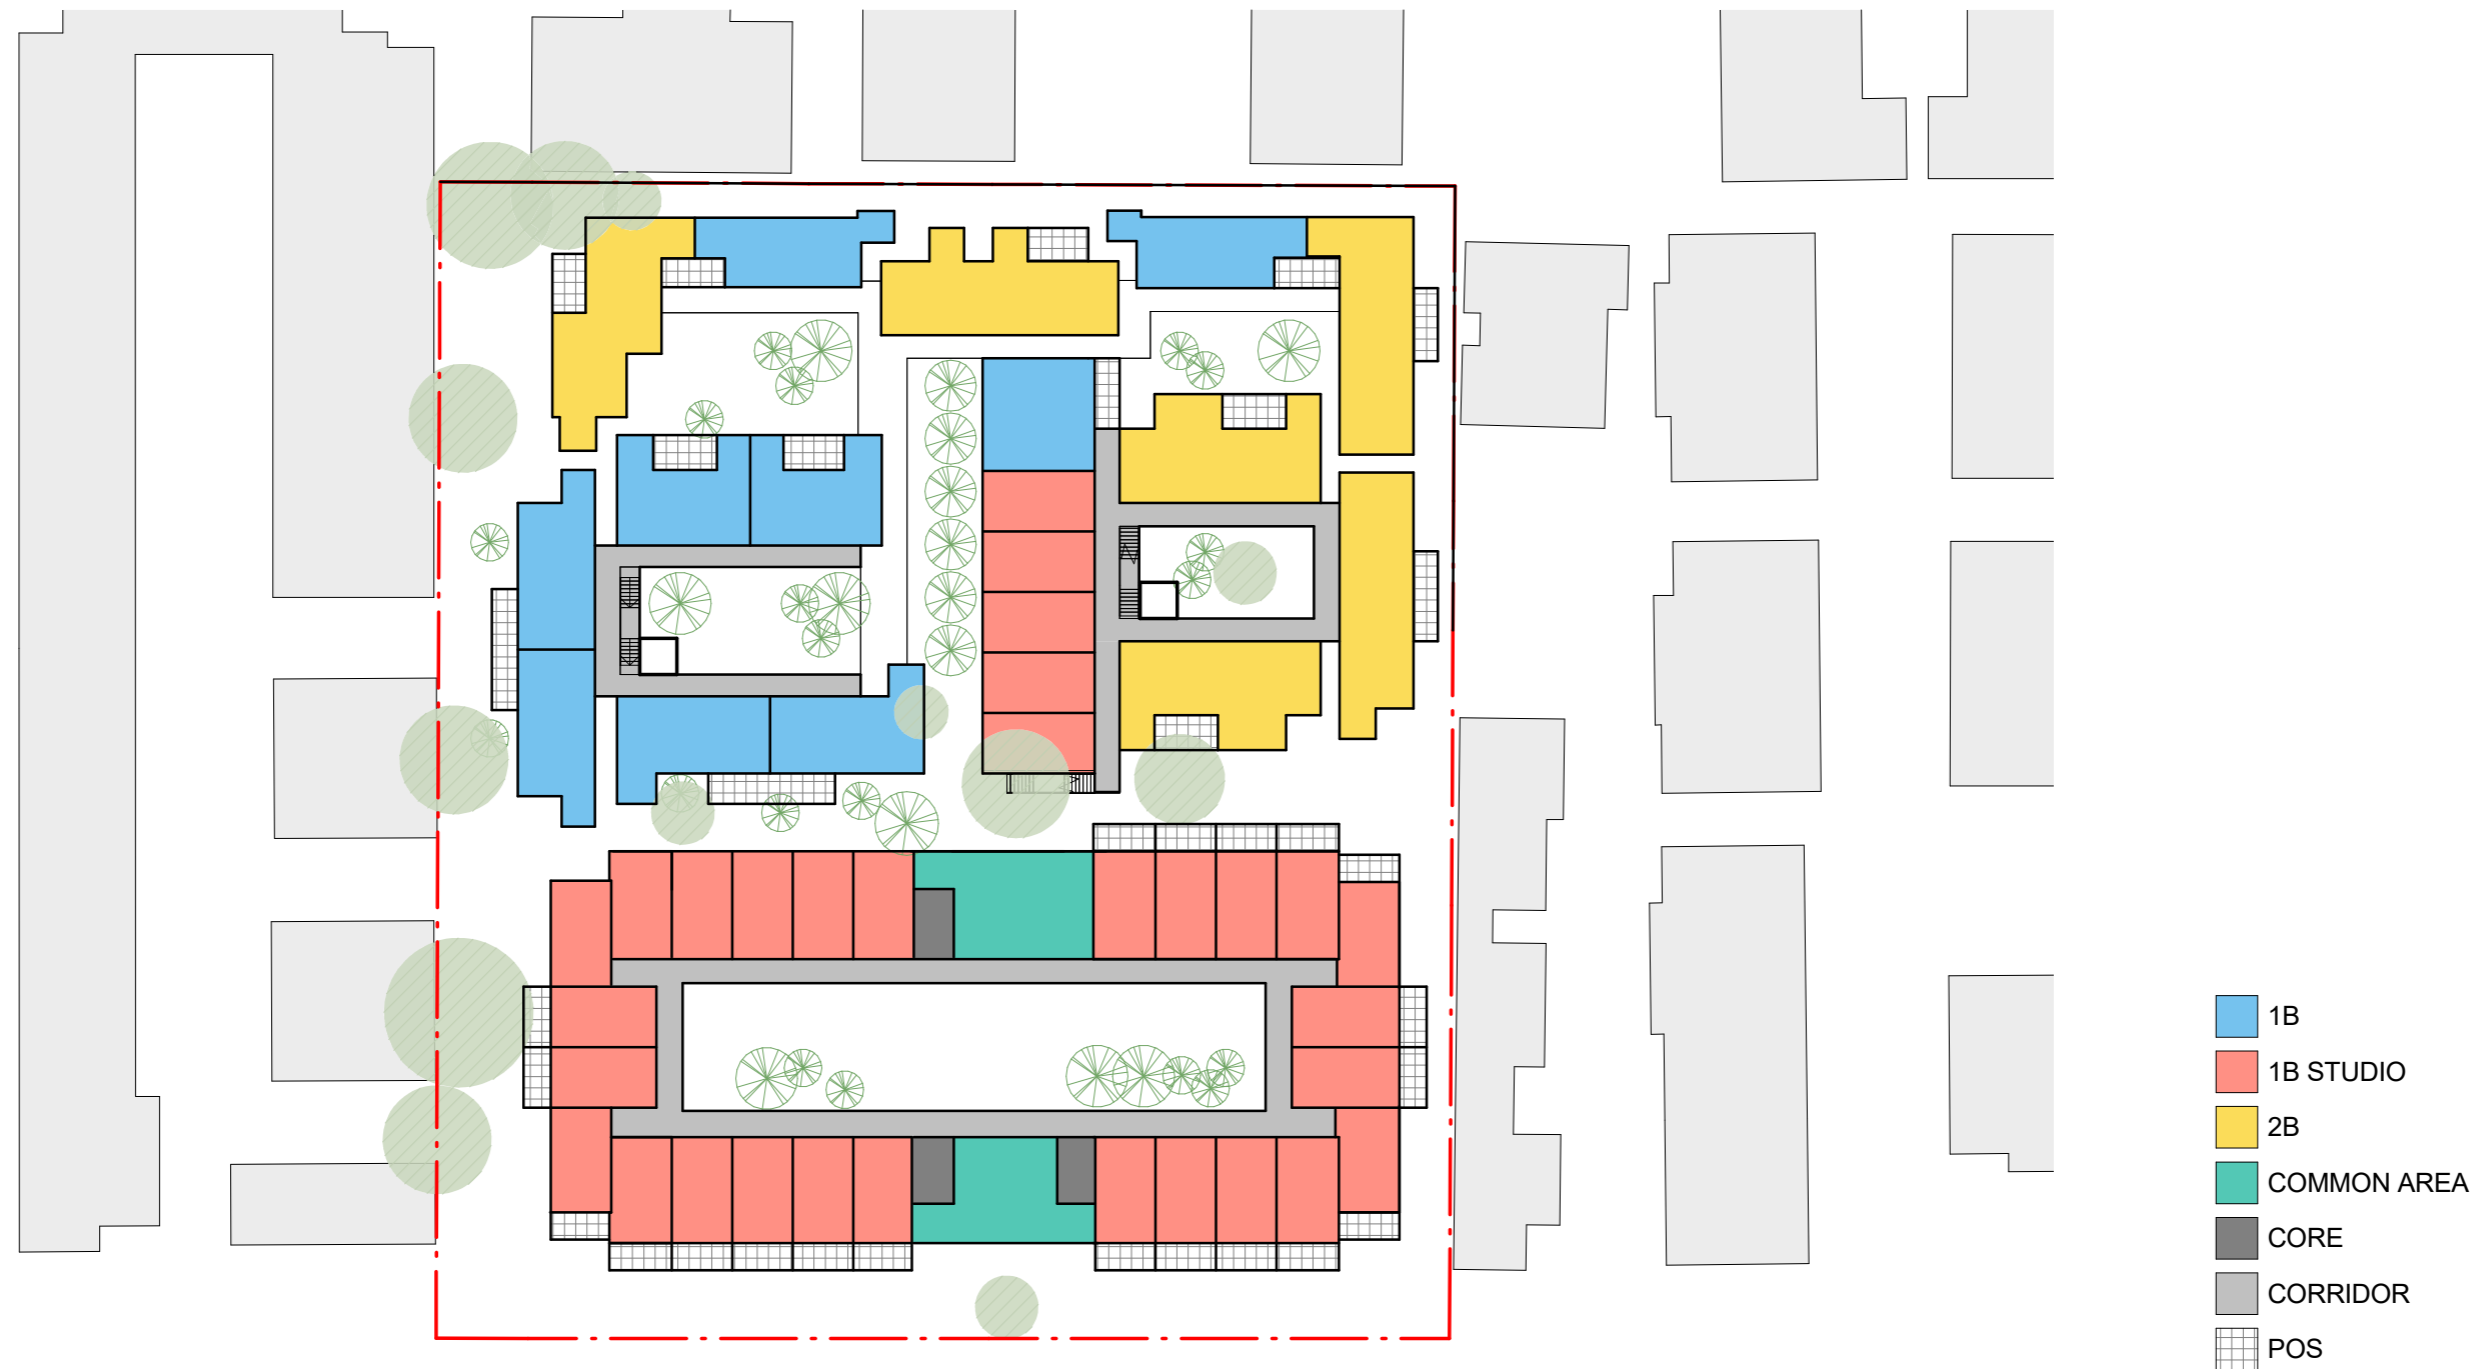 1B
1B STUDIO
2B
COMMON AREA
CORE
CORRIDOR
POS